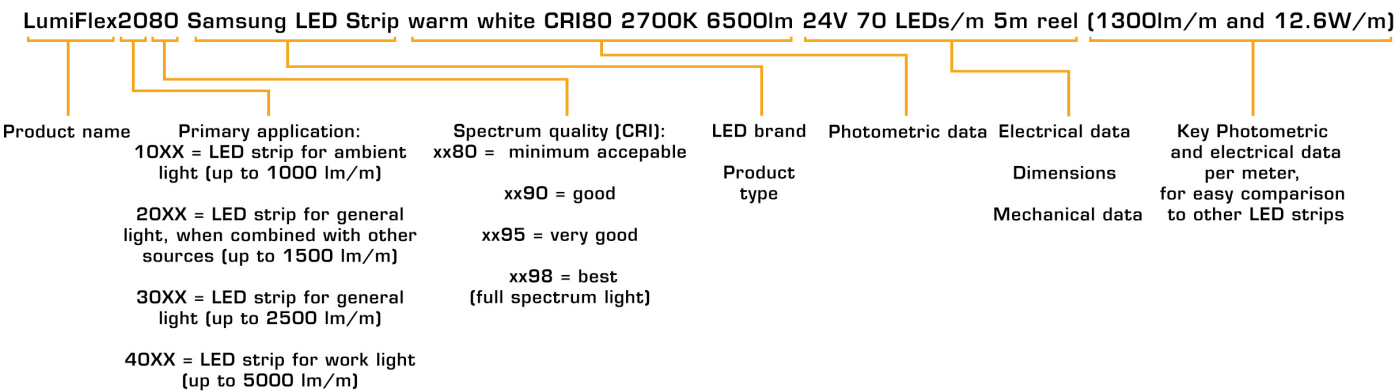 LumiFlex2080 Samsung LED Strip warm white CRI80 2700K 6500lm 24V 70 LEDs/m 5m reel (1300lm/m and 12.6W/m)
Product name
Primary application:
10XX = LED strip for ambient
light (up to 1000 lm/m)
20XX = LED strip for general
light, when combined with other
sources (up to 1500 lm/m)
30XX = LED strip for general
light (up to 2500 lm/m)
40XX = LED strip for work light
(up to 5000 lm/m)
Spectrum quality (CRI):
xx80 = minimum accepable
xx90 = good
xx95 = very good
xx98 = best
(full spectrum light)
LED brand
Product
type
Photometric data
Electrical data
Dimensions
Mechanical data
Key Photometric
and electrical data
per meter,
for easy comparison
to other LED strips